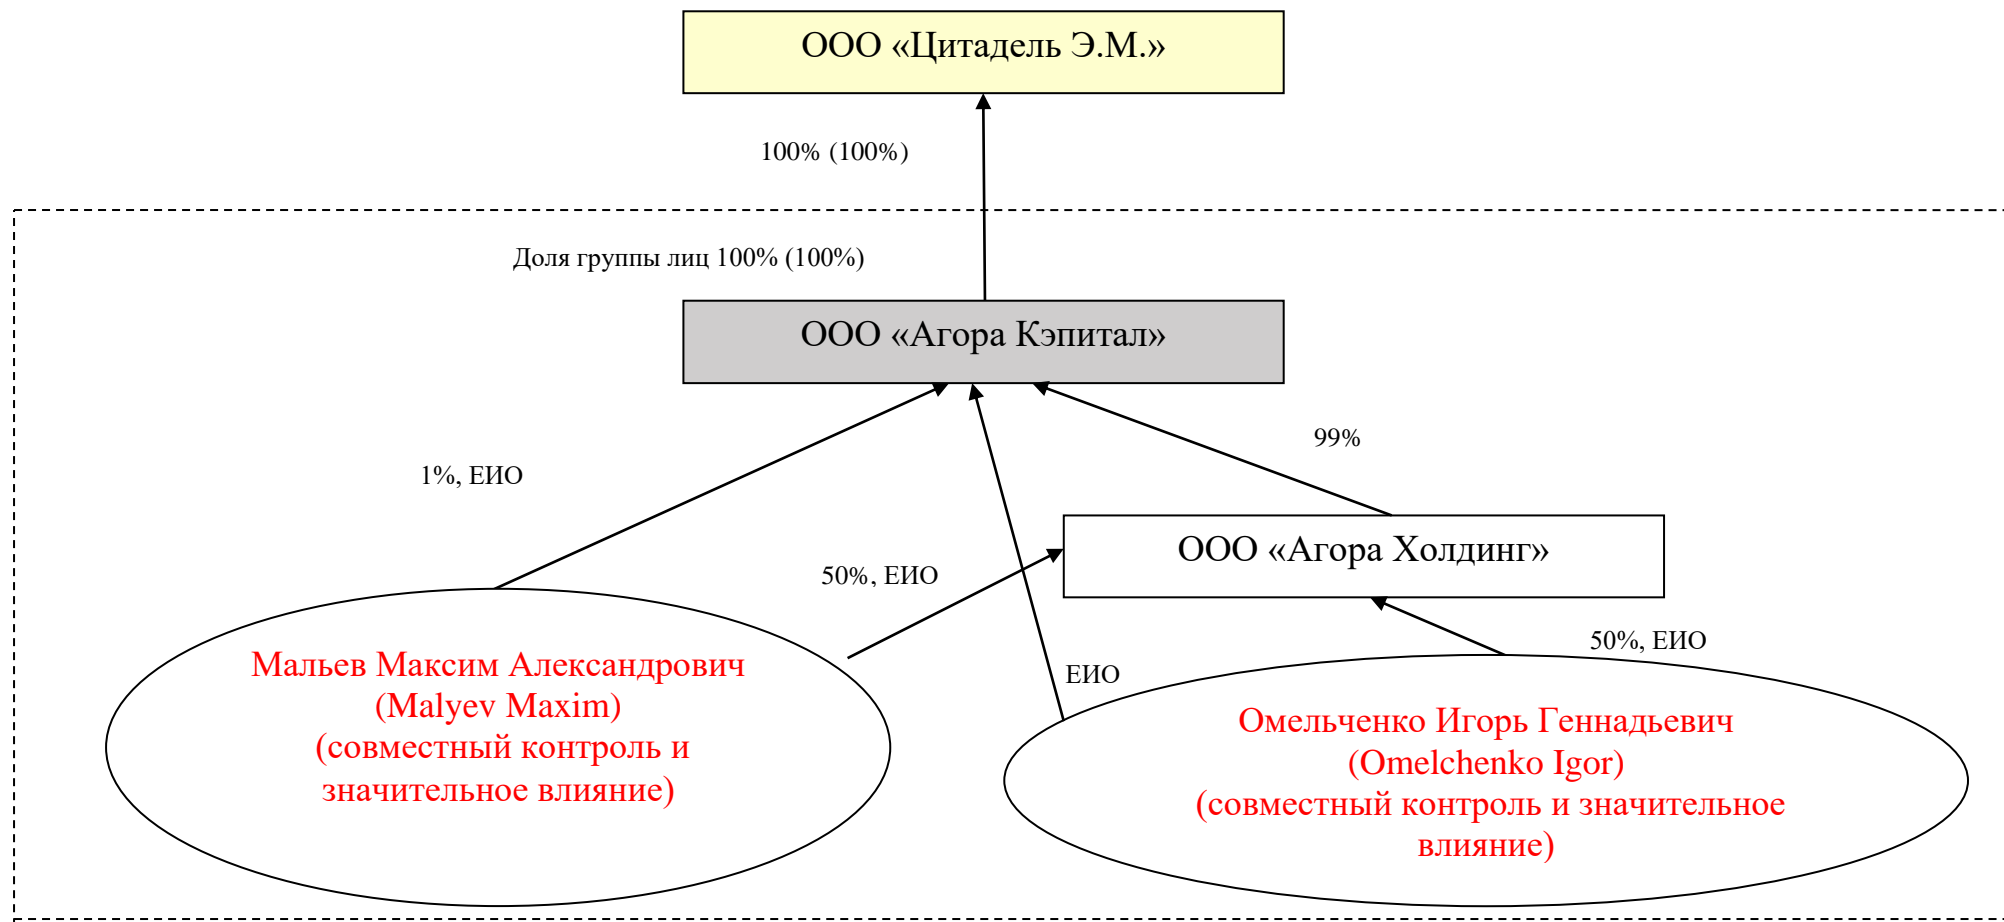 ООО «Цитадель Э.М.»
100% (100%)
Доля группы лиц 100% (100%)
ООО «Агора Кэпитал»
99%
1%, ЕИО
ООО «Агора Холдинг»
50%, ЕИО
50%, ЕИО
ЕИО
Мальев Максим Александрович
(Malyev Maxim)
(совместный контроль и
значительное влияние)
Омельченко Игорь Геннадьевич
(Omelchenko Igor)
(совместный контроль и значительное
влияние)